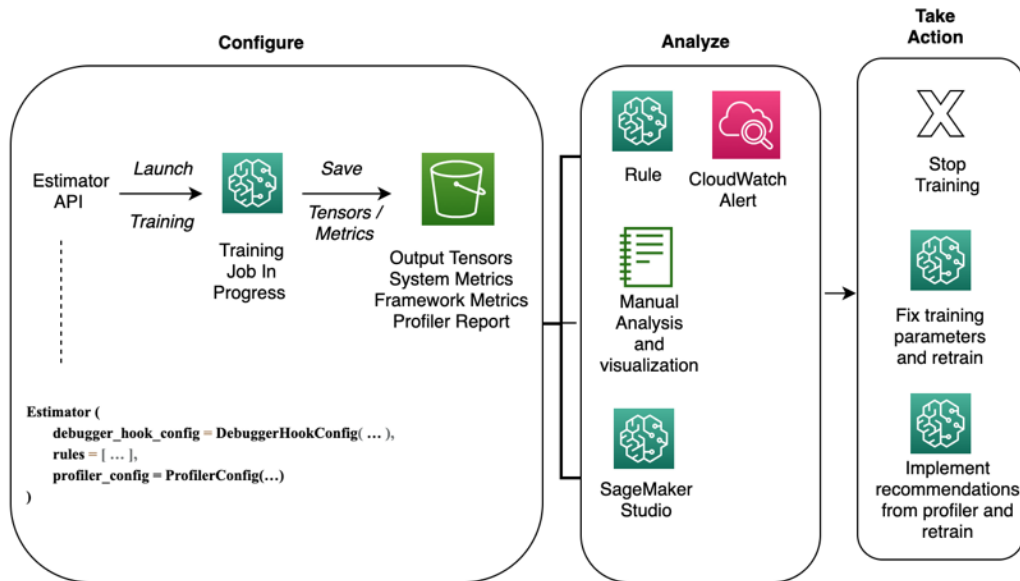 Configure
Estimator
API
Launch
Training
Training
Job In
Progress
Save
Tensors /
Metrics
Output Tensors
System Metrics
Framework Metrics
Profiler Report
Estimator (
debugger_hook_config = DebuggerHookConfig( ... ),
rules = [ ... ],
profiler_config = ProfilerConfig(...)
)
Analyze
Rule
CloudWatch
Alert
Manual
Analysis
and
visualization
SageMaker
Studio
Take
Action
X
Stop
Training
Fix training
parameters
and retrain
Implement
recommendations
from profiler and
retrain